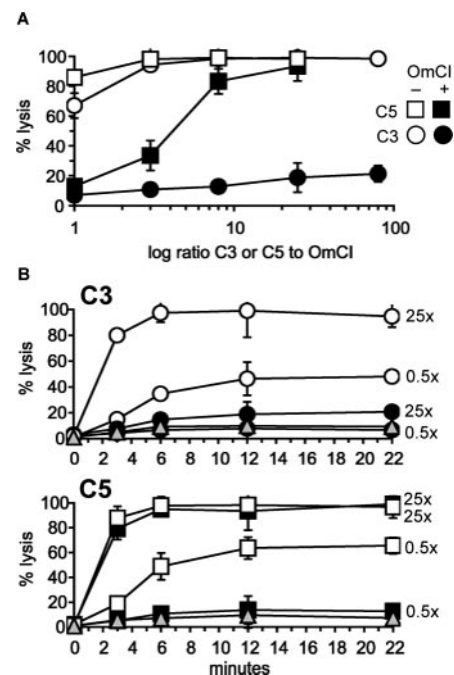 A
100
80
60
40
20
0
% lysis
1
10
100
log ratio C3 or C5 to OmCI
OmCI
− +
C5
C3
B
C3
100
80
60
40
20
0
% lysis
25x
0.5x
25x
0.5x
0 2 4 6 8 10 12 14 16 18 20 22
C5
100
80
60
40
20
0
% lysis
25x
25x
0.5x
0.5x
0 2 4 6 8 10 12 14 16 18 20 22
minutes